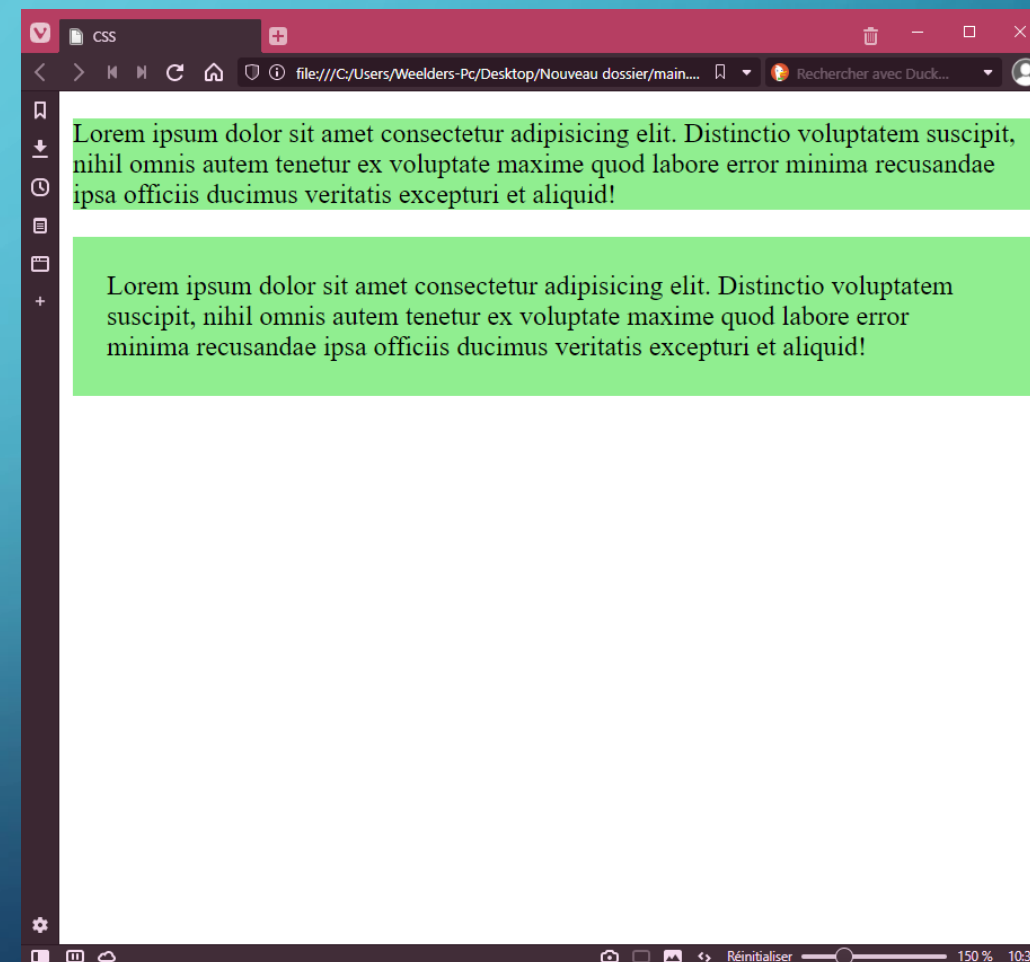 CSS
file:///C:/Users/Weelders-Pc/Desktop/Nouveau dossier/main....
Rechercher avec Duck...
Lorem ipsum dolor sit amet consectetur adipisicing elit. Distinctio voluptatem suscipit,
nihil omnis autem tenetur ex voluptate maxime quod labore error minima recusandae
ipsa officiis ducimus veritatis excepturi et aliquid!
Lorem ipsum dolor sit amet consectetur adipisicing elit. Distinctio voluptatem
suscipit, nihil omnis autem tenetur ex voluptate maxime quod labore error
minima recusandae ipsa officiis ducimus veritatis excepturi et aliquid!
Réinitialiser 150 %